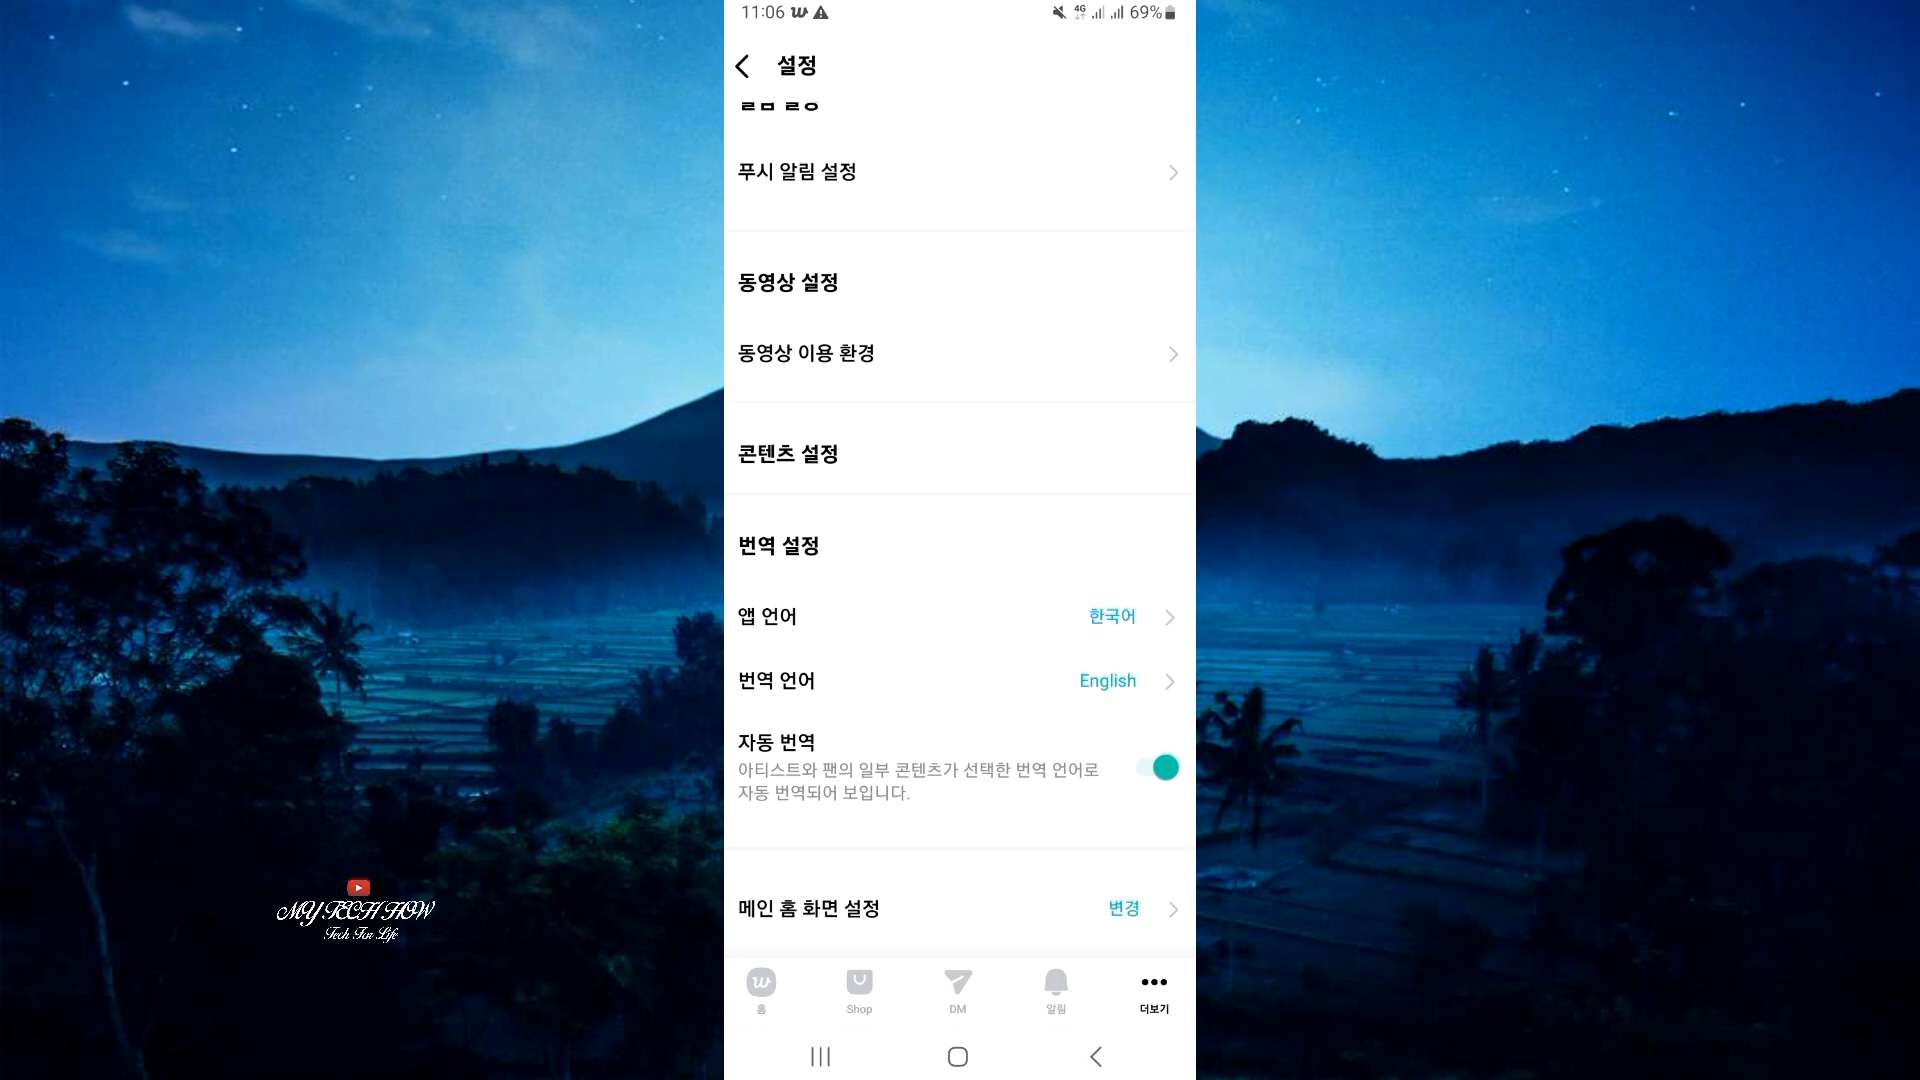 11:06
4G
69%
설정
푸시 알림 설정
동영상 설정
동영상 이용 환경
콘텐츠 설정
번역 설정
앱 언어
한국어
번역 언어
English
자동 번역
아티스트와 팬의 일부 콘텐츠가 선택한 번역 언어로
자동 번역되어 보입니다.
메인 홈 화면 설정
변경
홈
Shop
DM
알림
더보기
MY TECH HOW
Tech For Life